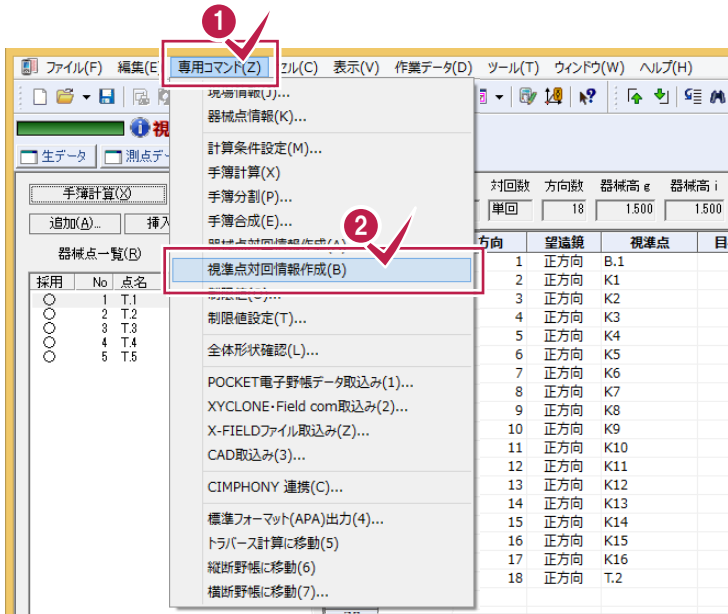 1
ファイル(F) 編集(E 専用コマンド(Z) セル(C) 表示(V) 作業データ(D) ツール(T) ウィンドウ(W) ヘルプ(H)
現場情報(J)...
器械点情報(K)...
計算条件設定(M)...
手簿計算(X)
手簿分割(P)...
手簿合成(E)...
2
視準点対回情報作成(B)
制限値設定(T)...
全体形状確認(L)...
POCKET電子野帳データ取込み(1)...
XYCLONE・Field com取込み(2)...
X-FIELDファイル取込み(Z)...
CAD取込み(3)...
CIMPHONY 連携(C)...
標準フォーマット(APA)出力(4)...
トラバース計算に移動(5)
縦断野帳に移動(6)
横断野帳に移動(7)...
視
生データ 測点デー
手簿計算(X)
追加(A)... 挿入
器械点一覧(R)
採用 No 点名
1 T.1
2 T.2
3 T.3
4 T.4
5 T.5
対回数 方向数 器械高 g 器械高 i
単回 18 1.500 1.500
方向 望遠鏡 視準点 目
1 正方向 B.1
2 正方向 K1
3 正方向 K2
4 正方向 K3
5 正方向 K4
6 正方向 K5
7 正方向 K6
8 正方向 K7
9 正方向 K8
10 正方向 K9
11 正方向 K10
12 正方向 K11
13 正方向 K12
14 正方向 K13
15 正方向 K14
16 正方向 K15
17 正方向 K16
18 正方向 T.2